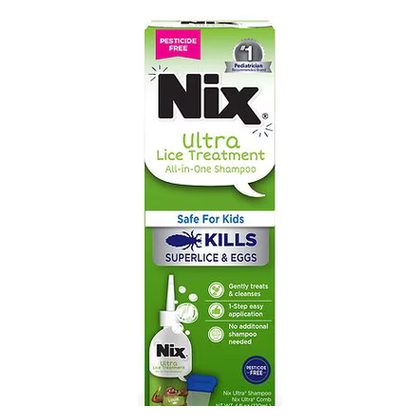 PESTICIDE
FREE
#1
Pediatrician
Recommended Brand
Nix®
Ultra
Lice Treatment
All-in-One Shampoo
Safe For Kids
KILLS
SUPERLICE & EGGS
Gently treats
& cleanses
1-Step easy
application
No additonal
shampoo
needed
Nix
Ultra
Lice Treatment
PESTICIDE-
FREE
Nix Ultra® Shampoo
Nix Ultra® Comb